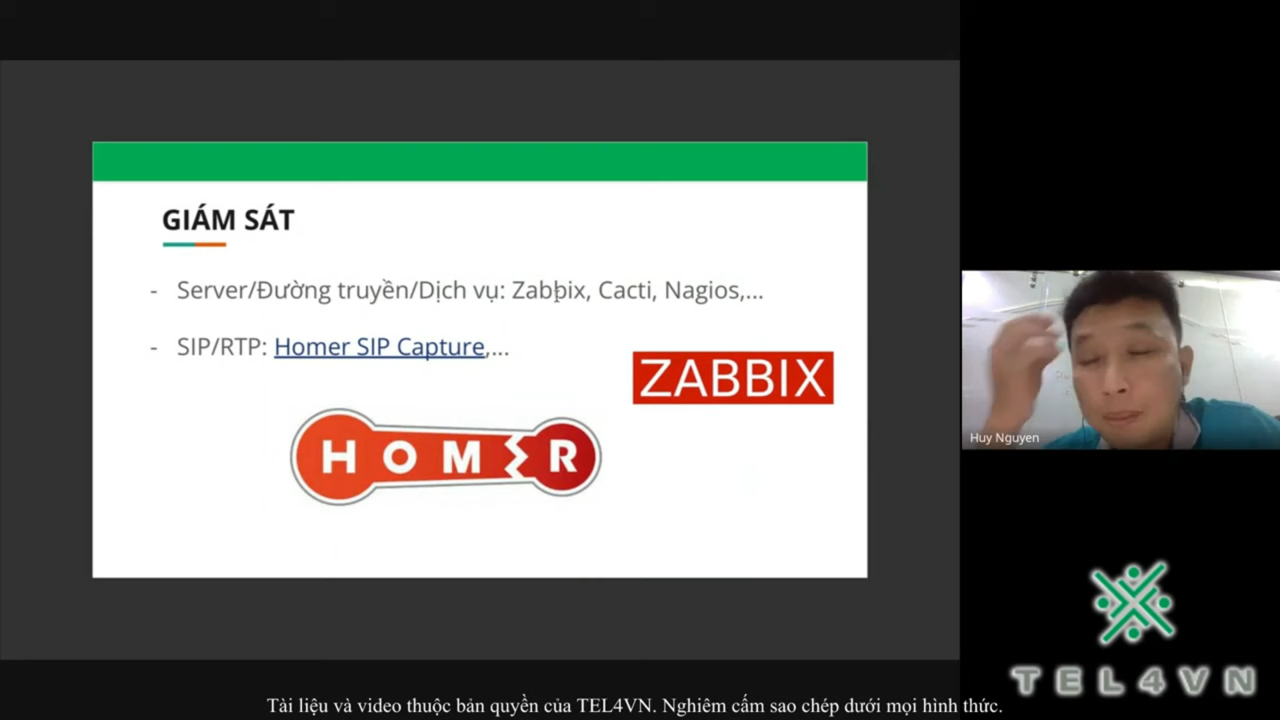 GIÁM SÁT
- Server/Đường truyền/Dịch vụ: Zabbix, Cacti, Nagios,...
- SIP/RTP: Homer SIP Capture,...
ZABBIX
HOMER
Huy Nguyen
TEL4VN
Tài liệu và video thuộc bản quyền của TEL4VN. Nghiêm cấm sao chép dưới mọi hình thức.